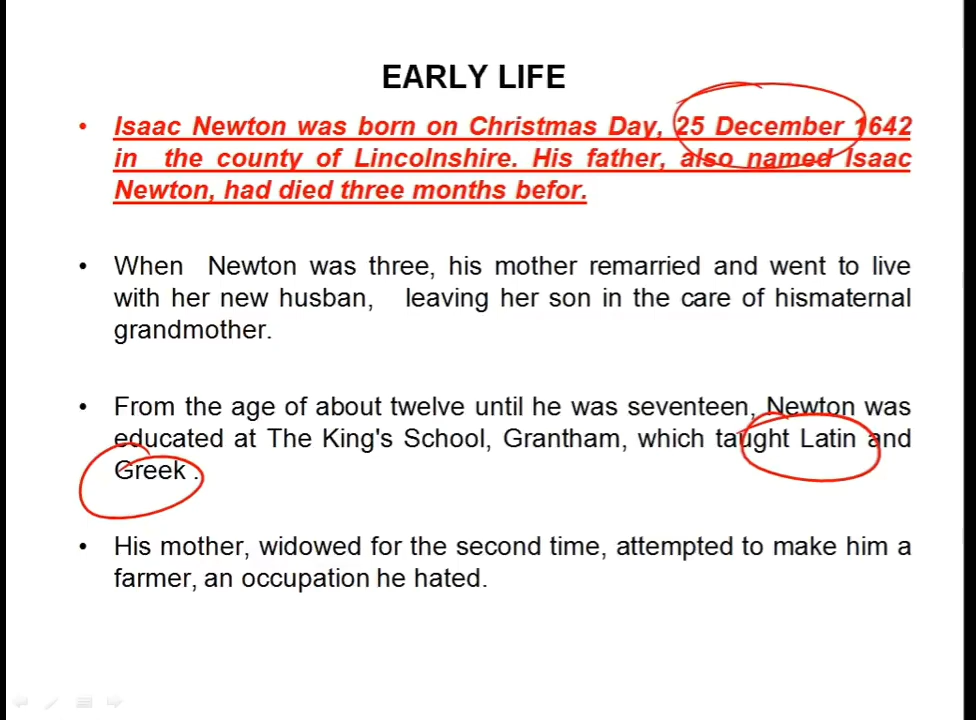 EARLY LIFE
• Isaac Newton was born on Christmas Day, 25 December 1642
in the county of Lincolnshire. His father, also named Isaac
Newton, had died three months befor.
• When Newton was three, his mother remarried and went to live
with her new husban, leaving her son in the care of hismaternal
grandmother.
• From the age of about twelve until he was seventeen, Newton was
educated at The King's School, Grantham, which taught Latin and
Greek .
• His mother, widowed for the second time, attempted to make him a
farmer, an occupation he hated.